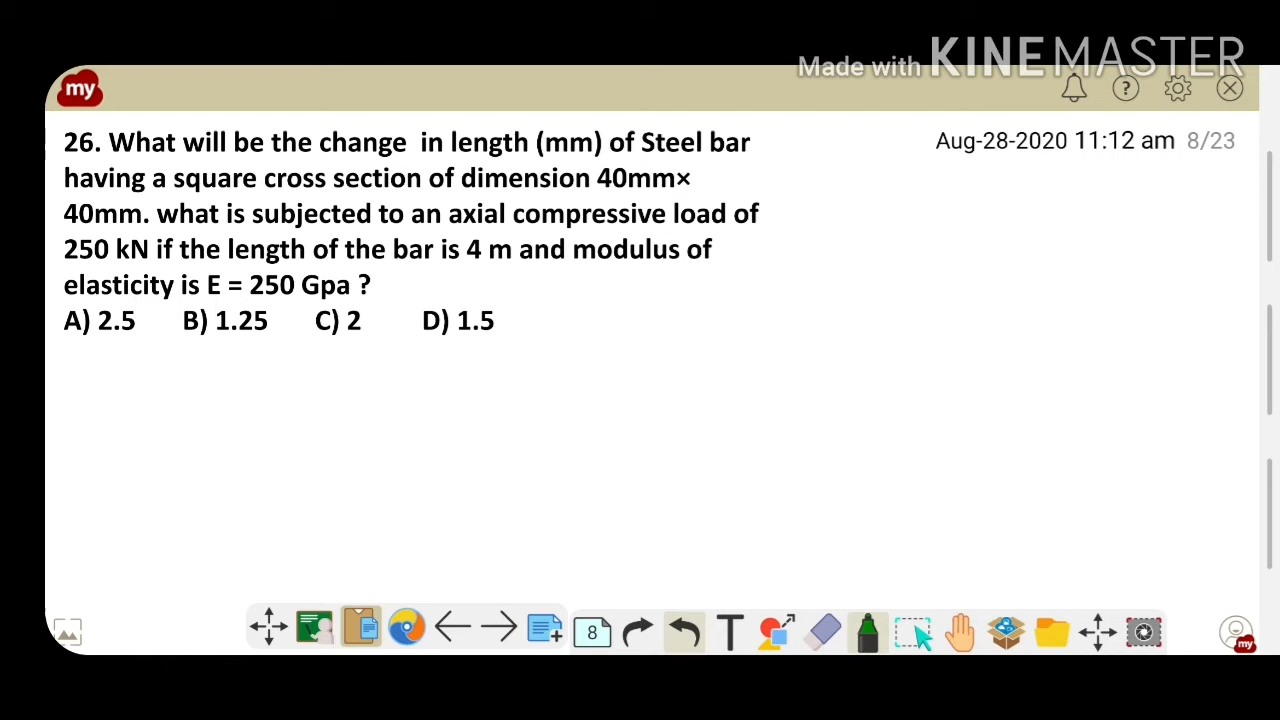 Made with KINEMASTER
my
?
26. What will be the change  in length (mm) of Steel bar
Aug-28-2020 11:12 am 8/23
having a square cross section of dimension 40mm×
40mm. what is subjected to an axial compressive load of
250 kN if the length of the bar is 4 m and modulus of
elasticity is E = 250 Gpa ?
A) 2.5 B) 1.25 C) 2 D) 1.5
8
T
my